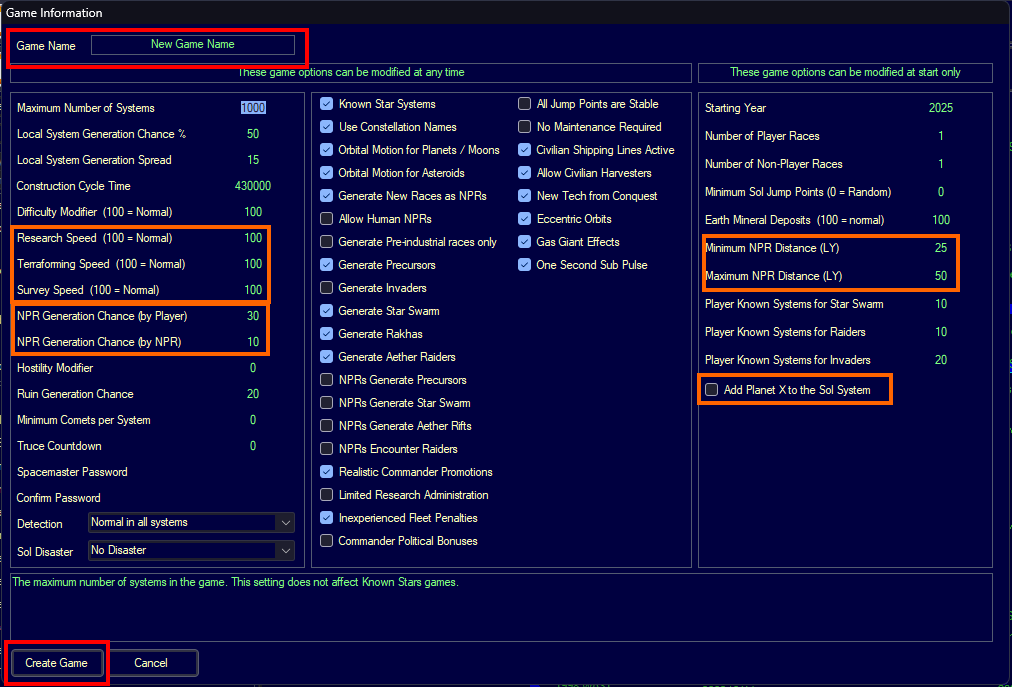 Game Information
Game Name New Game Name
These game options can be modified at any time
These game options can be modified at start only
Maximum Number of Systems 1000
Local System Generation Chance % 50
Local System Generation Spread 15
Construction Cycle Time 430000
Difficulty Modifier (100 = Normal) 100
Research Speed (100 = Normal) 100
Terraforming Speed (100 = Normal) 100
Survey Speed (100 = Normal) 100
NPR Generation Chance (by Player) 30
NPR Generation Chance (by NPR) 10
Hostility Modifier 0
Ruin Generation Chance 20
Minimum Comets per System 0
Truce Countdown 0
Spacemaster Password
Confirm Password
Detection Normal in all systems
Sol Disaster No Disaster
Known Star Systems
Use Constellation Names
Orbital Motion for Planets / Moons
Orbital Motion for Asteroids
Generate New Races as NPRs
Allow Human NPRs
Generate Pre-industrial races only
Generate Precursors
Generate Invaders
Generate Star Swarm
Generate Rakhas
Generate Aether Raiders
NPRs Generate Precursors
NPRs Generate Star Swarm
NPRs Generate Aether Rifts
NPRs Encounter Raiders
Realistic Commander Promotions
Limited Research Administration
Inexperienced Fleet Penalties
Commander Political Bonuses
All Jump Points are Stable
No Maintenance Required
Civilian Shipping Lines Active
Allow Civilian Harvesters
New Tech from Conquest
Eccentric Orbits
Gas Giant Effects
One Second Sub Pulse
Starting Year 2025
Number of Player Races 1
Number of Non-Player Races 1
Minimum Sol Jump Points (0 = Random) 0
Earth Mineral Deposits (100 = normal) 100
Minimum NPR Distance (LY) 25
Maximum NPR Distance (LY) 50
Player Known Systems for Star Swarm 10
Player Known Systems for Raiders 10
Player Known Systems for Invaders 20
Add Planet X to the Sol System
The maximum number of systems in the game. This setting does not affect Known Stars games.
Create Game
Cancel